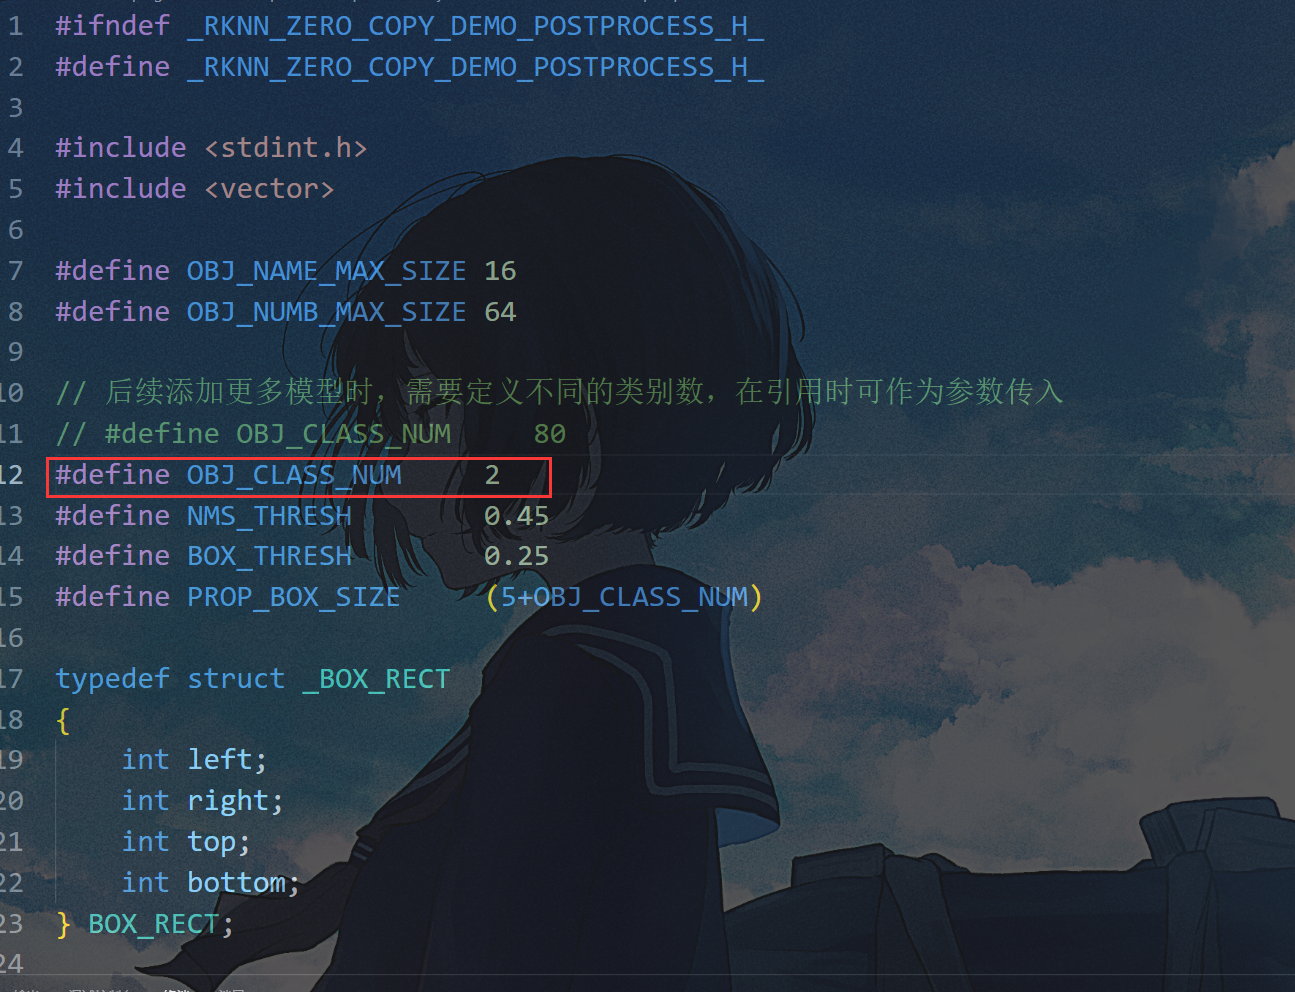 1 #ifndef _RKNN_ZERO_COPY_DEMO_POSTPROCESS_H_
2 #define _RKNN_ZERO_COPY_DEMO_POSTPROCESS_H_
3
4 #include <stdint.h>
5 #include <vector>
6
7 #define OBJ_NAME_MAX_SIZE 16
8 #define OBJ_NUMB_MAX_SIZE 64
9
10 // 后续添加更多模型时，需要定义不同的类别数，在引用时可作为参数传入
11 // #define OBJ_CLASS_NUM     80
12 #define OBJ_CLASS_NUM     2
13 #define NMS_THRESH        0.45
14 #define BOX_THRESH        0.25
15 #define PROP_BOX_SIZE     (5+OBJ_CLASS_NUM)
16
17 typedef struct _BOX_RECT
18 {
19     int left;
20     int right;
21     int top;
22     int bottom;
23 } BOX_RECT;
24